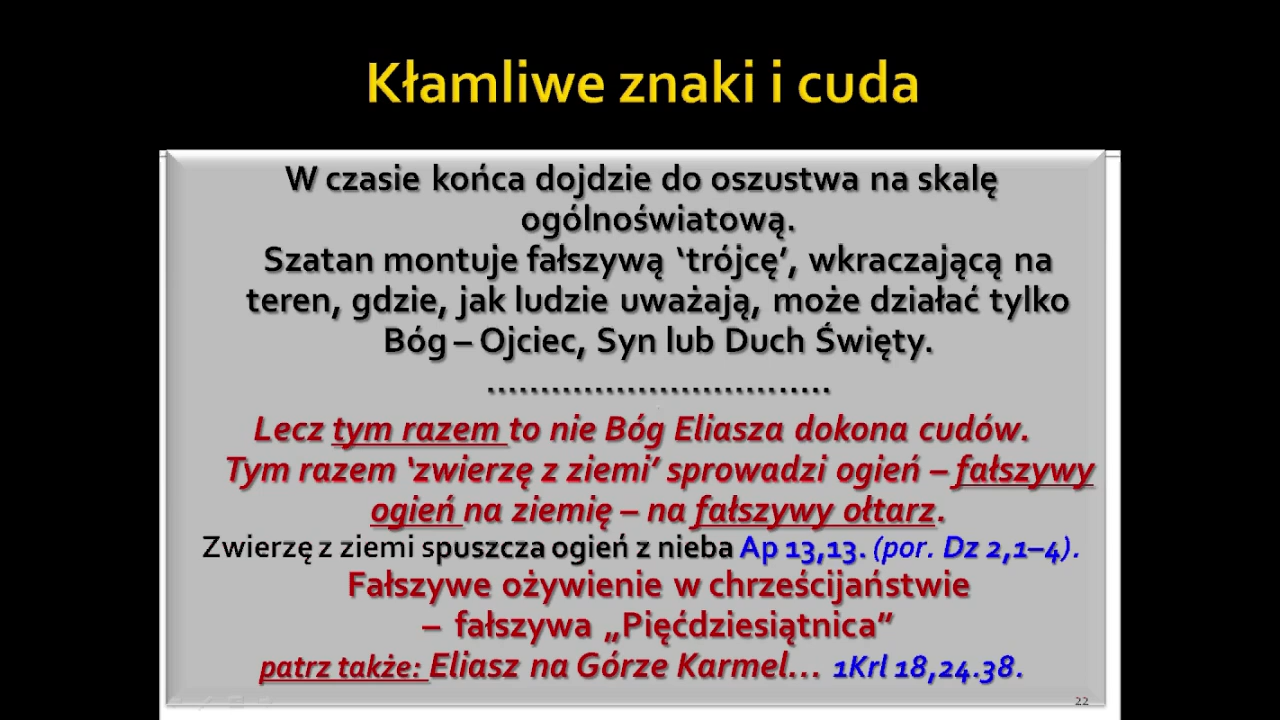 Kłamliwe znaki i cuda
W czasie końca dojdzie do oszustwa na skalę
ogólnoświatową.
Szatan montuje fałszywą ‘trójcę’, wkraczającą na
teren, gdzie, jak ludzie uważają, może działać tylko
Bóg – Ojciec, Syn lub Duch Święty.
................................
Lecz tym razem to nie Bóg Eliasza dokona cudów.
Tym razem ‘zwierzę z ziemi’ sprowadzi ogień – fałszywy
ogień na ziemię – na fałszywy ołtarz.
Zwierzę z ziemi spuszcza ogień z nieba Ap 13,13. (por. Dz 2,1–4).
Fałszywe ożywienie w chrześcijaństwie
– fałszywa „Pięćdziesiątnica”
patrz także: Eliasz na Górze Karmel... 1Krl 18,24.38.
22